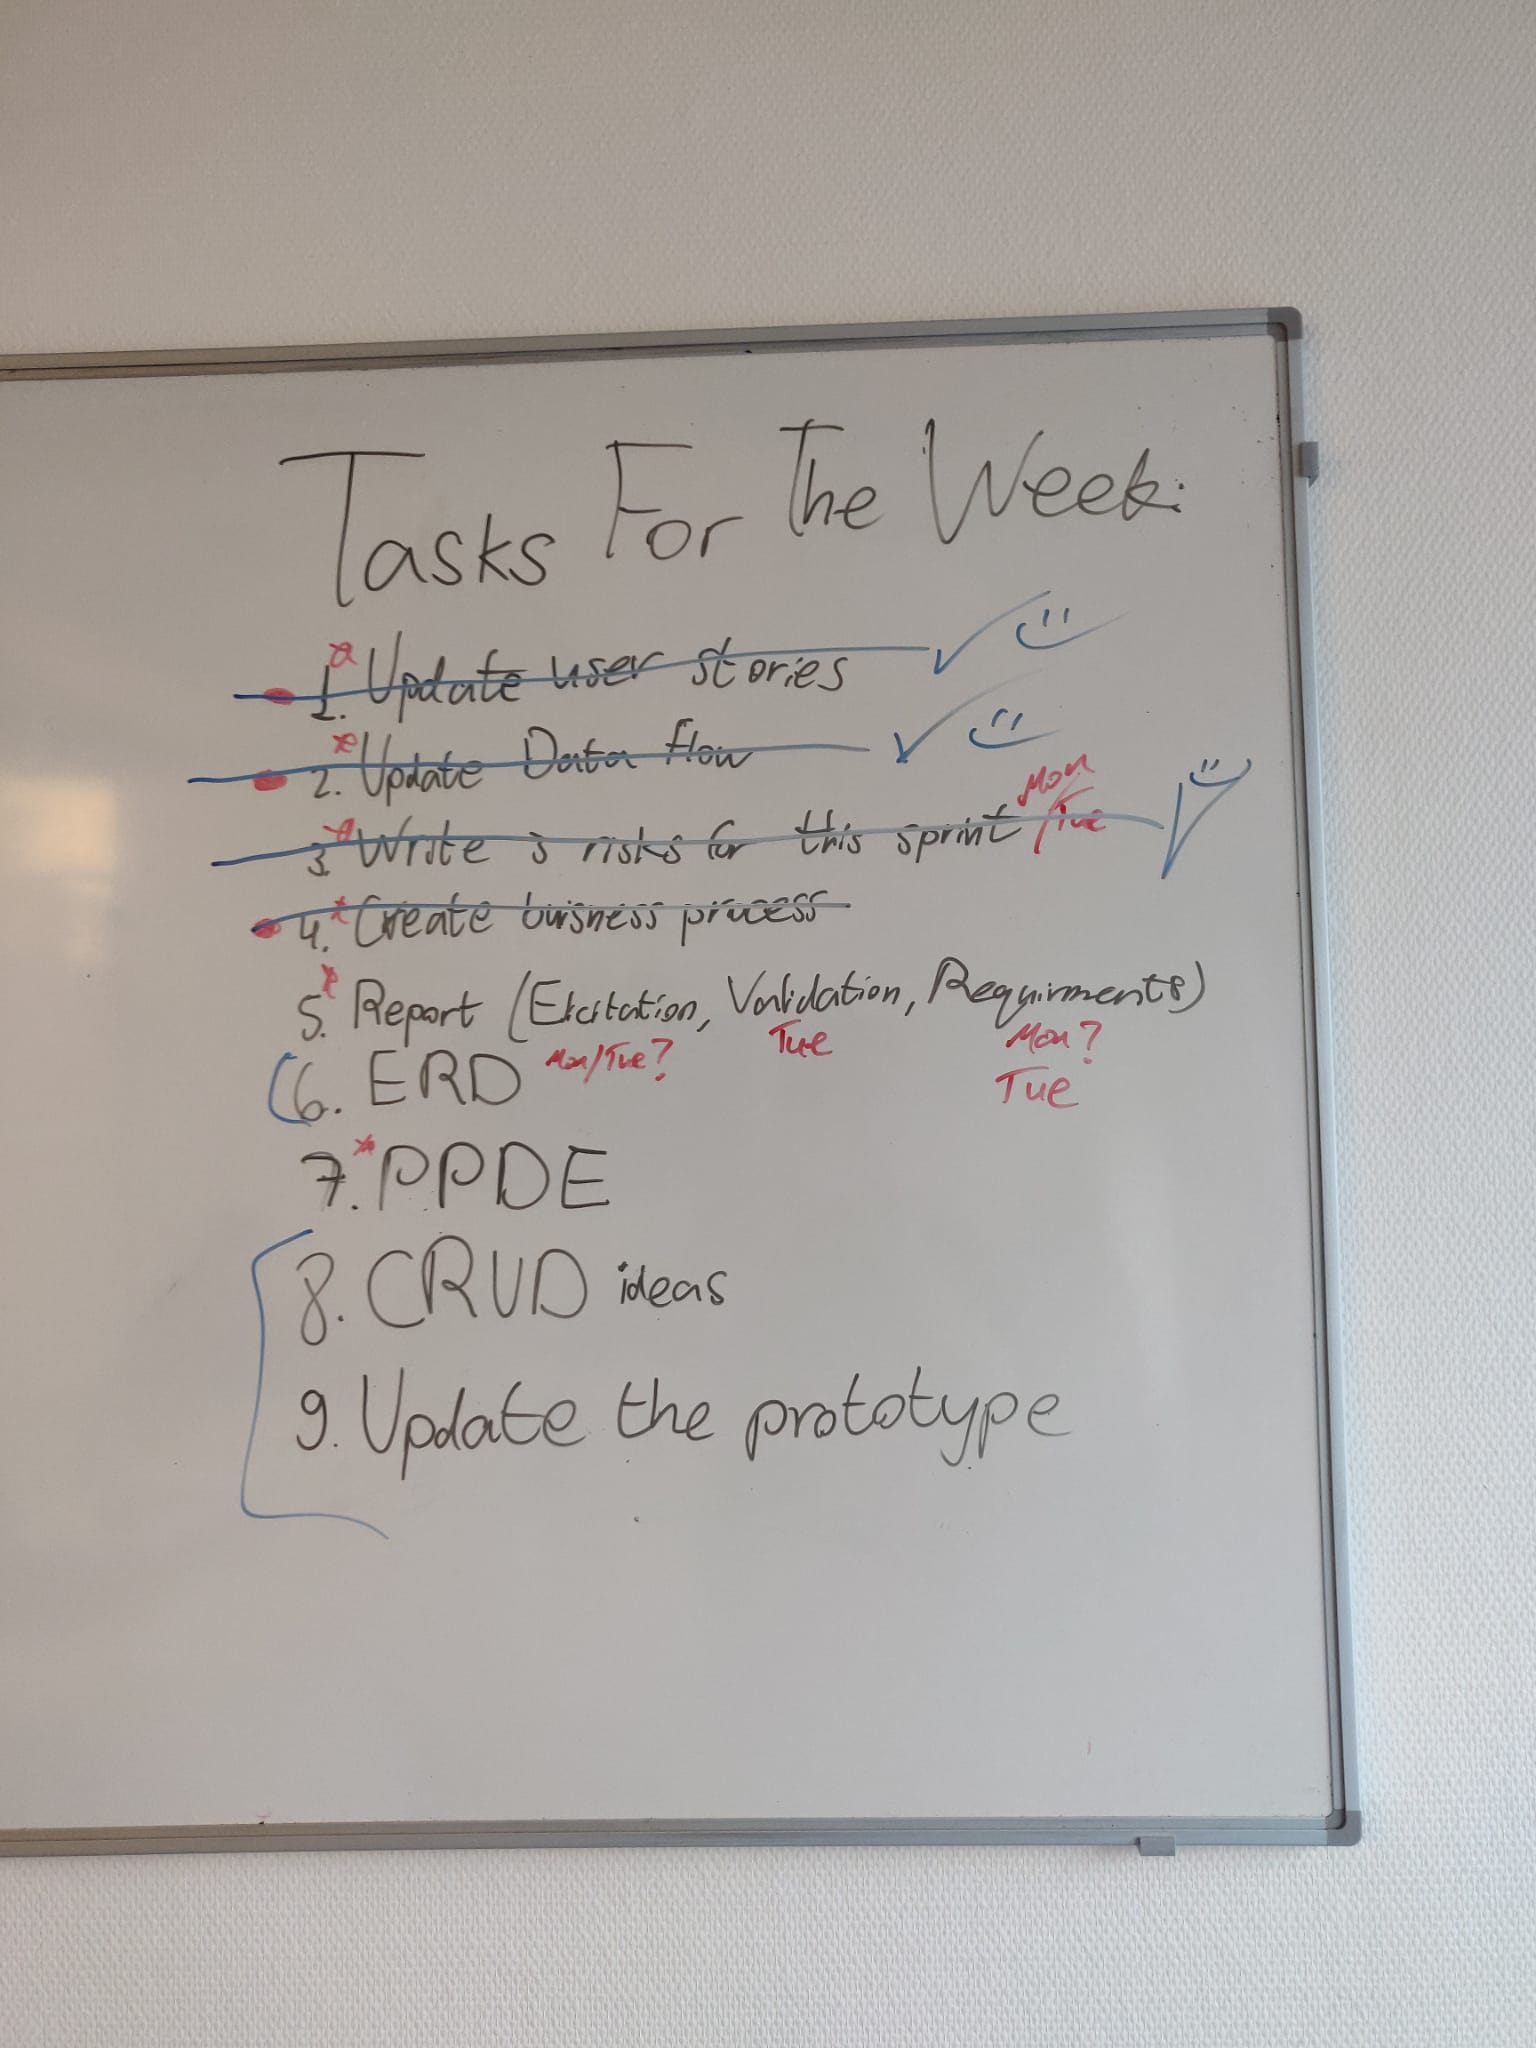 Tasks For The Week:
1.* Update user stories ✓
2.* Update Data flow ✓
Mon
3.* Write 3 risks for this sprint /Tue ✓
4.* Create buisness process
5.* Report (Elicitation, Validation, Requirments)
Mon/Tue? Tue Mon?
Tue
(6. ERD
7.* PPDE
8. CRUD ideas
9. Update the prototype